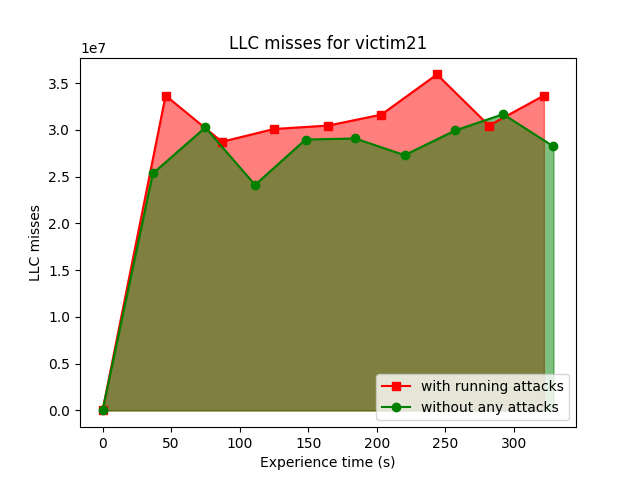 LLC misses for victim21
1e7
3.5
3.0
2.5
2.0
1.5
1.0
0.5
0.0
LLC misses
0 50 100 150 200 250 300
Experience time (s)
with running attacks
without any attacks